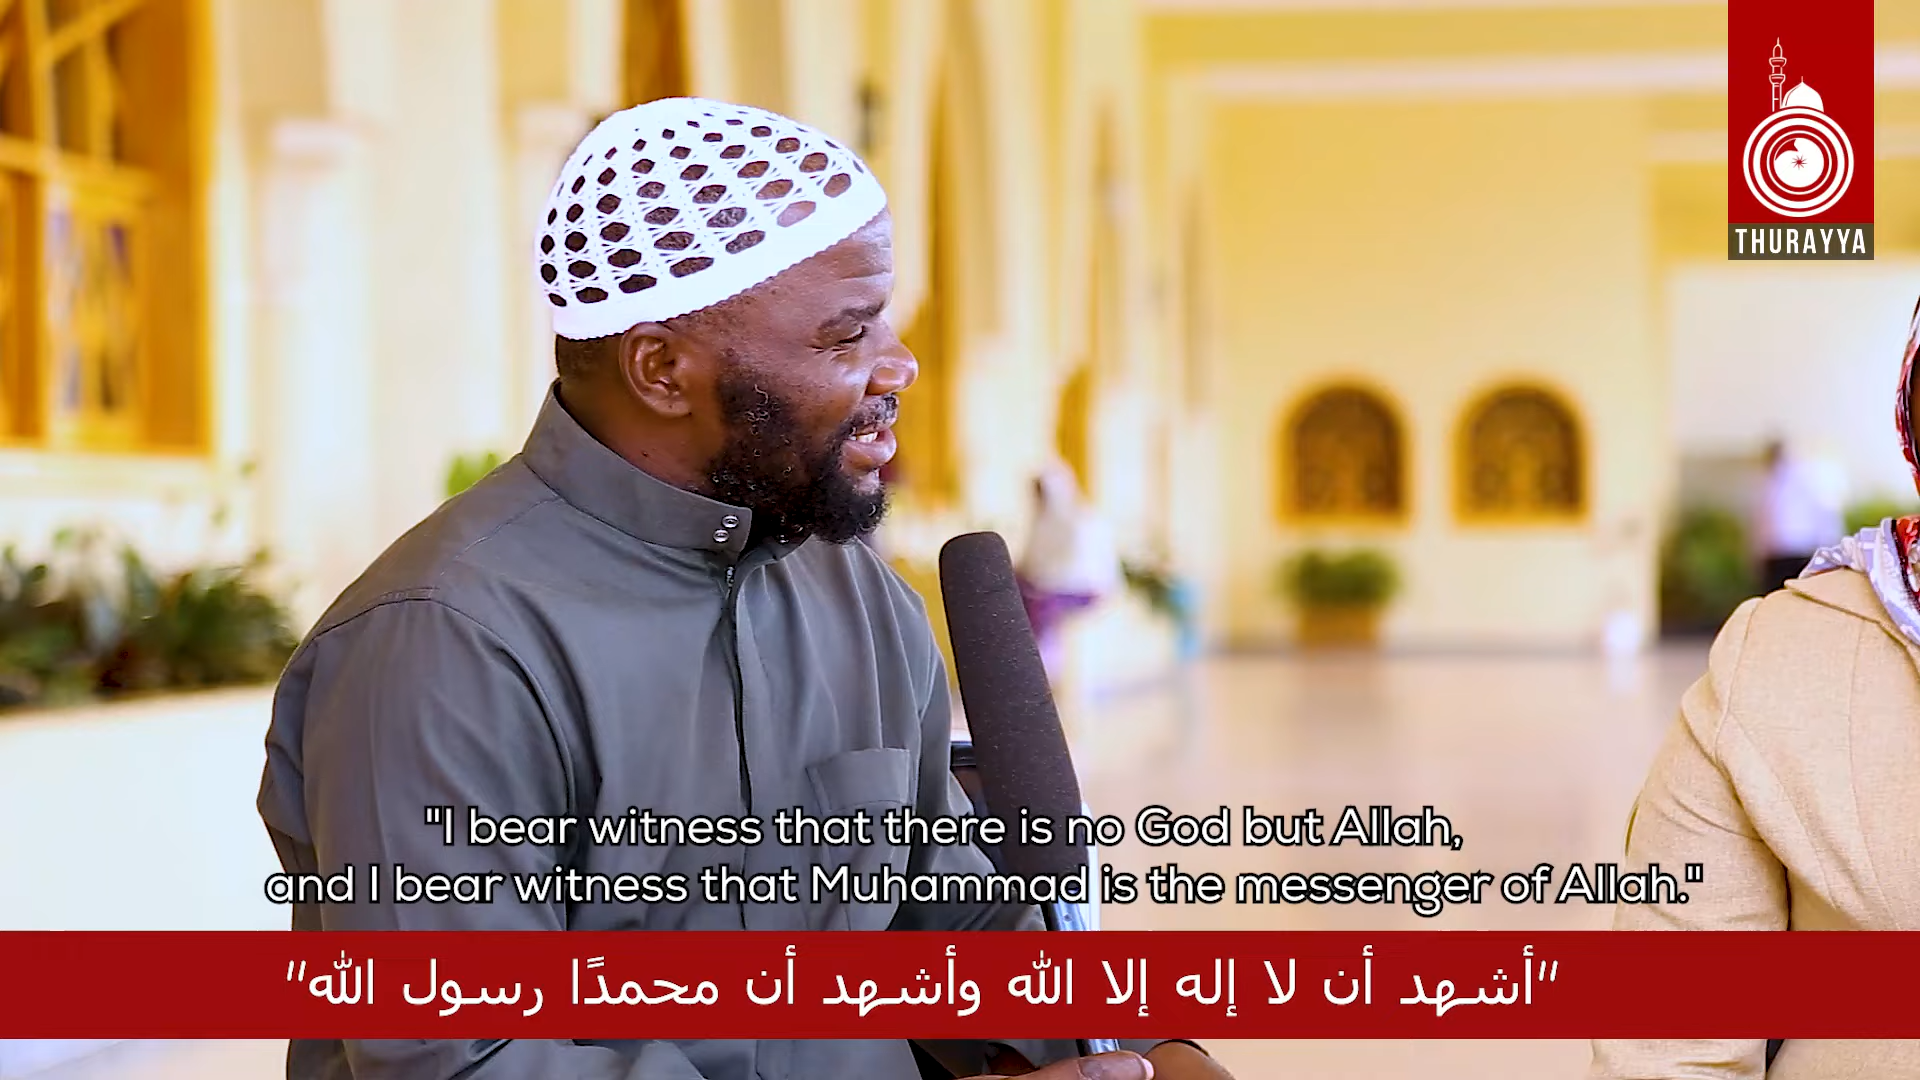 THURAYYA
"I bear witness that there is no God but Allah,
and I bear witness that Muhammad is the messenger of Allah."
"أشهد أن لا إله إلا الله وأشهد أن محمدًا رسول الله"